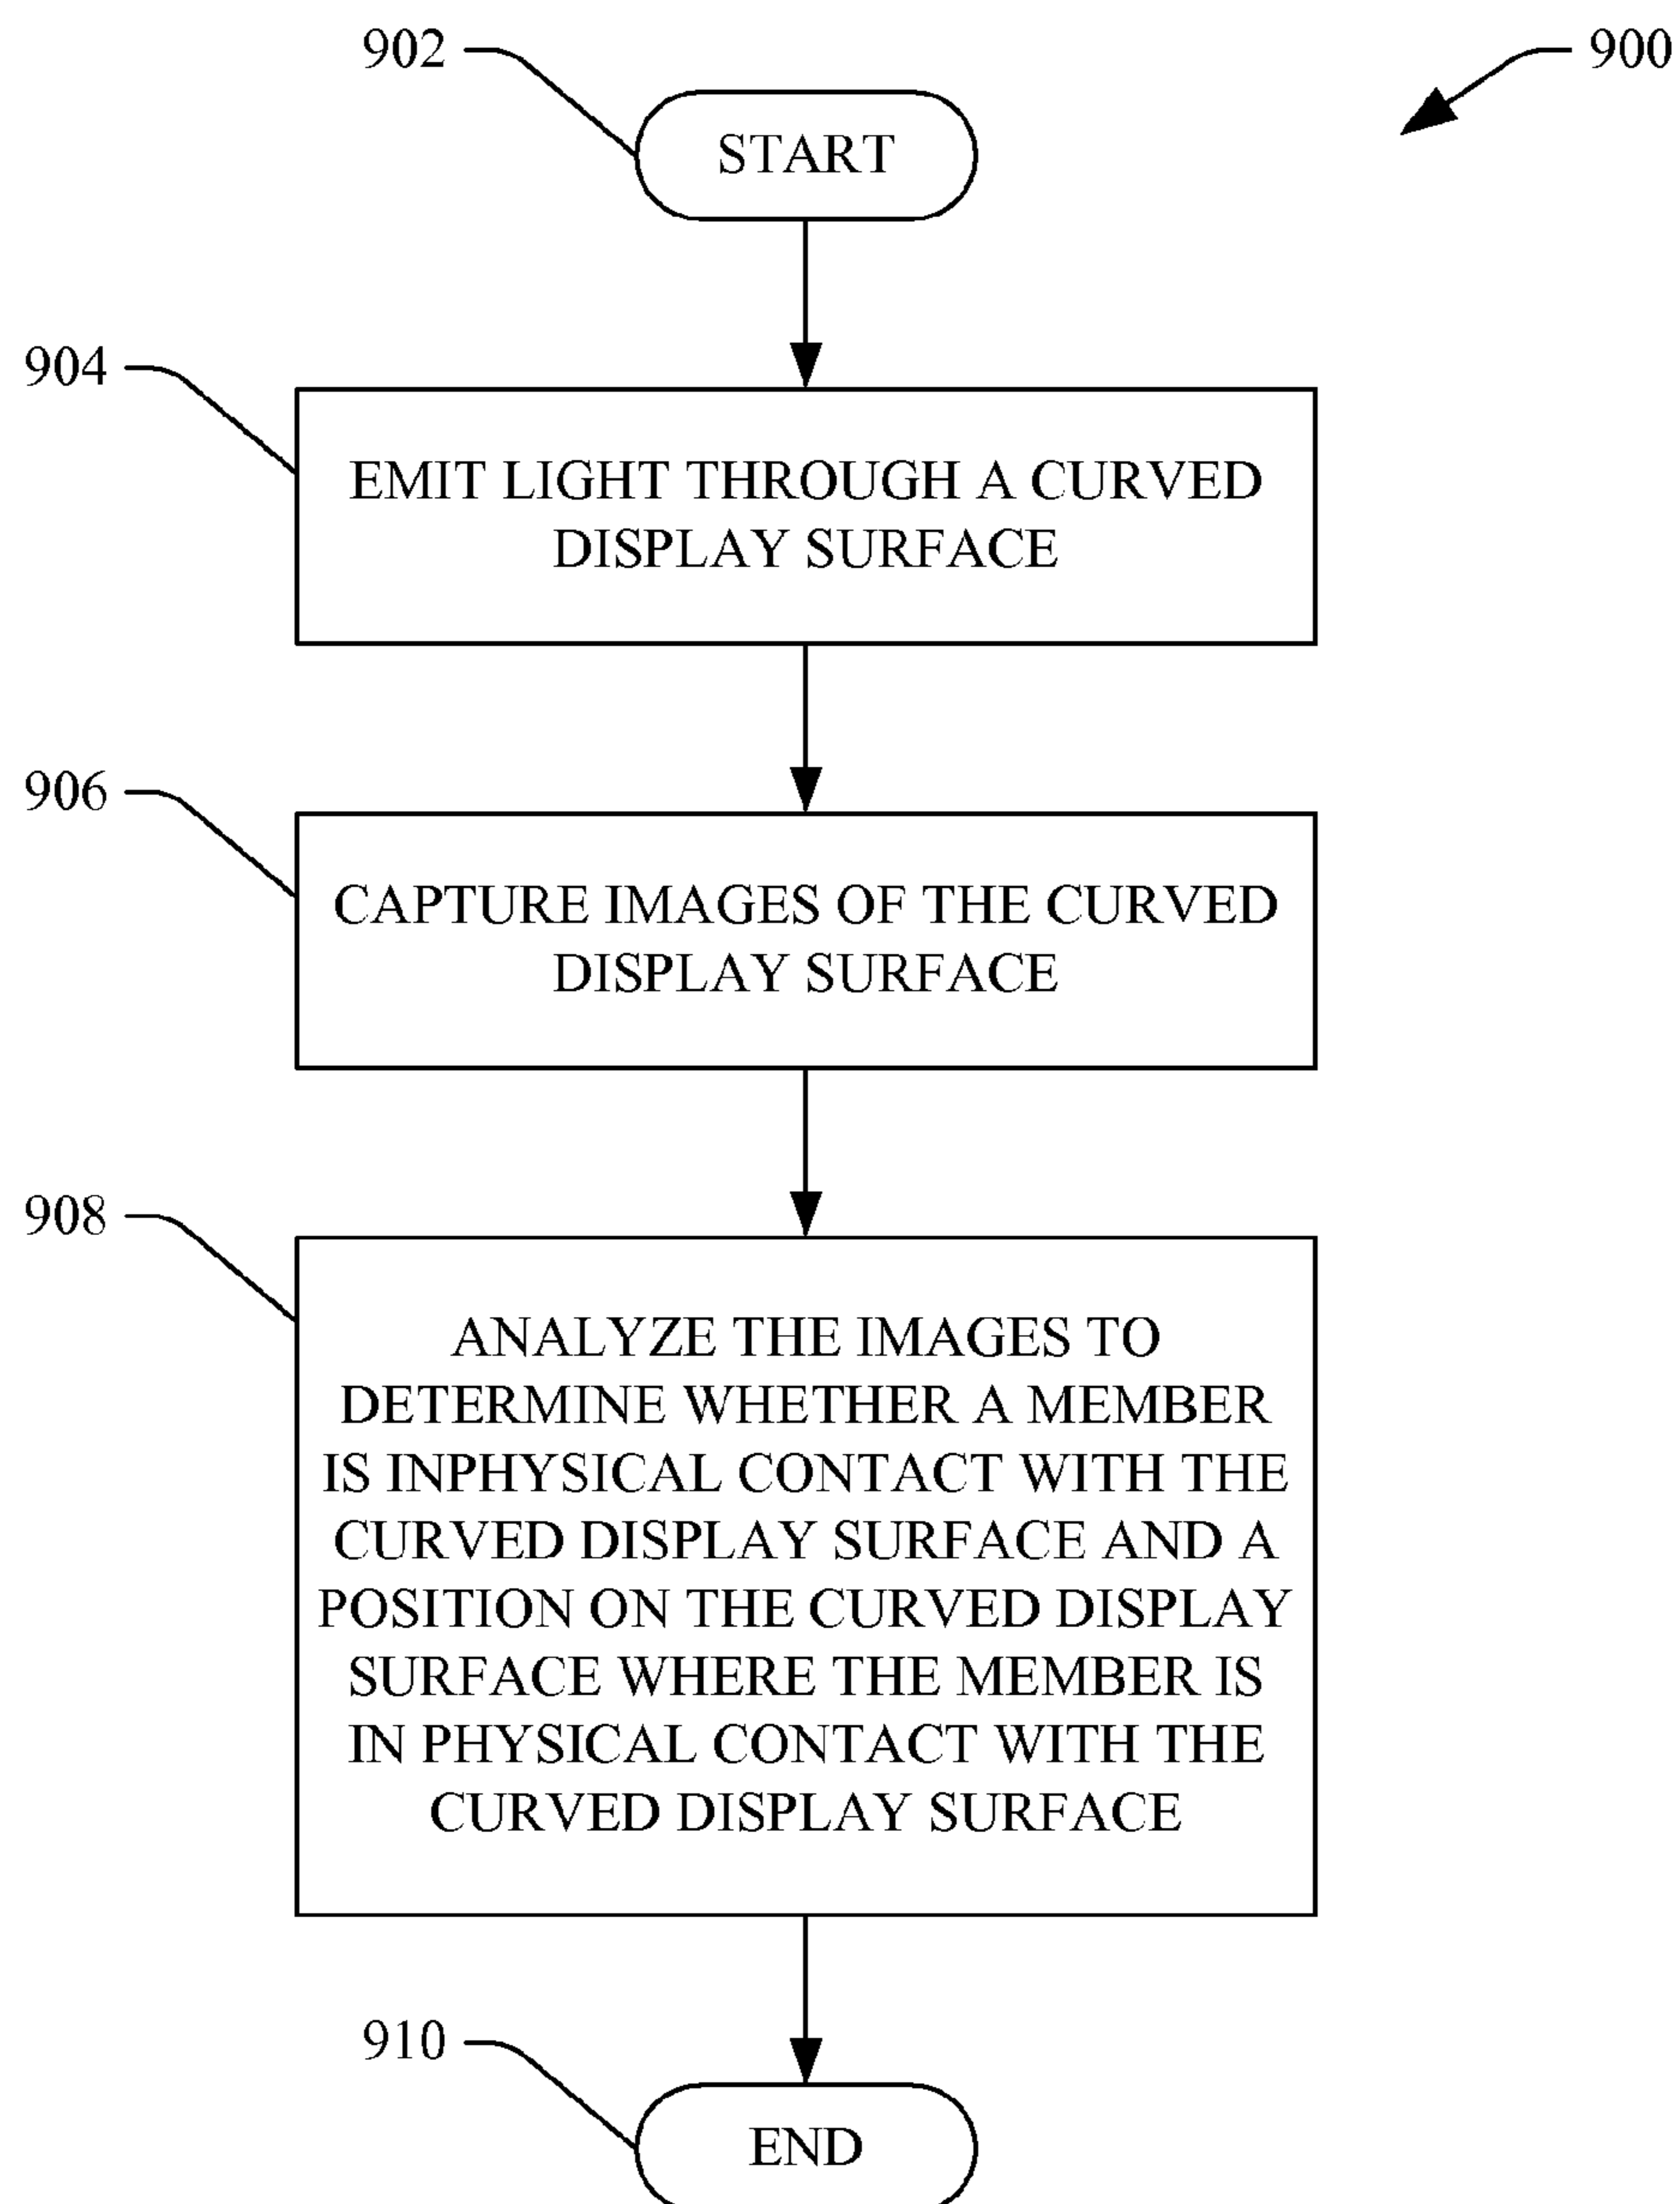 902
900
START
904
EMIT LIGHT THROUGH A CURVED
DISPLAY SURFACE
906
CAPTURE IMAGES OF THE CURVED
DISPLAY SURFACE
908
ANALYZE THE IMAGES TO
DETERMINE WHETHER A MEMBER
IS INPHYSICAL CONTACT WITH THE
CURVED DISPLAY SURFACE AND A
POSITION ON THE CURVED DISPLAY
SURFACE WHERE THE MEMBER IS
IN PHYSICAL CONTACT WITH THE
CURVED DISPLAY SURFACE
910
END